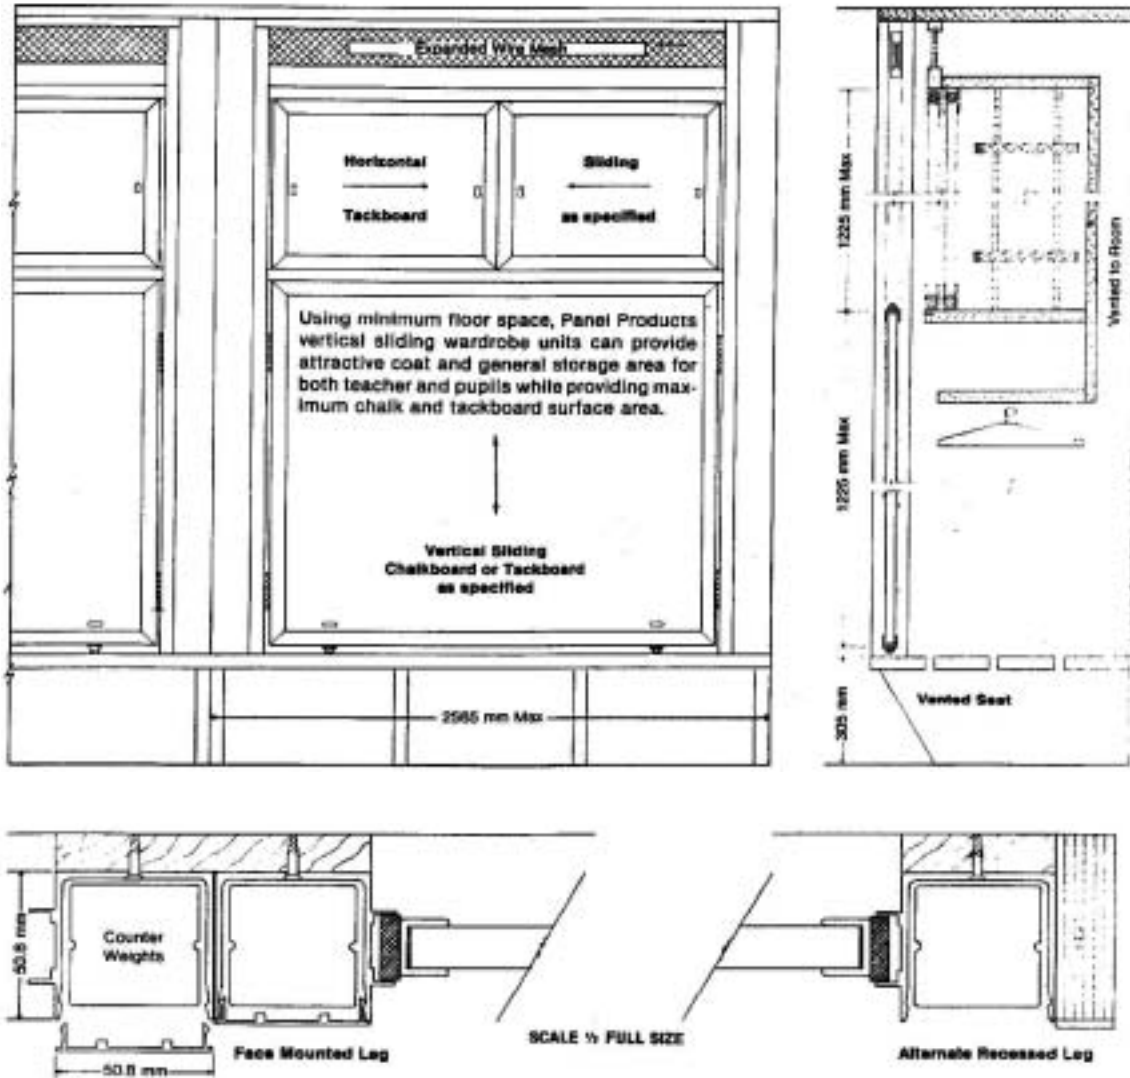 Expanded Wire Mesh
Horizontal
Sliding
Tackboard
as specified
Using minimum floor space, Panel Products
vertical sliding wardrobe units can provide
attractive coat and general storage area for
both teacher and pupils while providing max-
imum chalk and tackboard surface area.
Vertical Sliding
Chalkboard or Tackboard
as specified
2565 mm Max
1225 mm Max
1225 mm Max
305 mm
Vented to Room
Vented Seat
Counter
Weights
50.8 mm
50.8 mm
Face Mounted Leg
SCALE ½ FULL SIZE
Alternate Recessed Leg